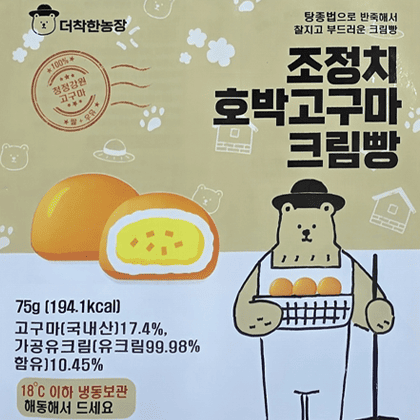 더착한농장
탕종법으로 반죽해서
찰지고 부드러운 크림빵
조정치
호박고구마
크림빵
100%
청정강원
고구마
75g (194.1kcal)
고구마(국내산)17.4%,
가공유크림(유크림99.98%
함유)10.45%
18℃ 이하 냉동보관
해동해서 드세요